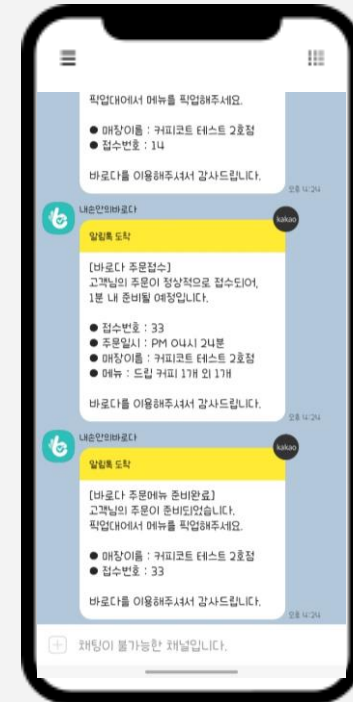 픽업대에서 메뉴를 픽업해주세요.
● 매장이름 : 커피코트 테스트 2호점
● 접수번호 : 14
바로다를 이용해주셔서 감사드립니다.
오후 4:24
내손안의바로다
kakao
알림톡 도착
[바로다 주문접수]
고객님의 주문이 정상적으로 접수되어,
1분 내 준비될 예정입니다.
● 접수번호 : 33
● 주문일시 : PM 04시 24분
● 매장이름 : 커피코트 테스트 2호점
● 메뉴 : 드립 커피 1개 외 1개
바로다를 이용해주셔서 감사드립니다.
오후 4:24
내손안의바로다
kakao
알림톡 도착
[바로다 주문메뉴 준비완료]
고객님의 주문이 준비되었습니다.
픽업대에서 메뉴를 픽업해주세요.
● 매장이름 : 커피코트 테스트 2호점
● 접수번호 : 33
바로다를 이용해주셔서 감사드립니다.
오후 4:24
채팅이 불가능한 채널입니다.